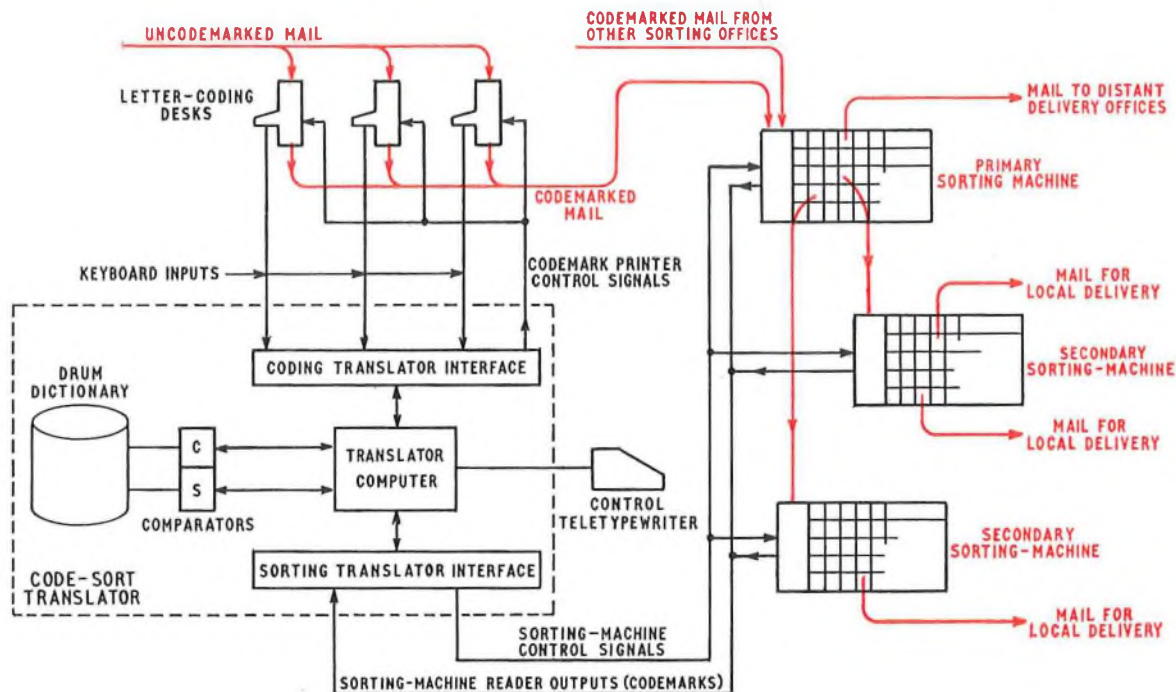 UNCODEMARKED MAIL
CODEMARKED MAIL FROM
OTHER SORTING OFFICES
LETTER-CODING
DESKS
MAIL TO DISTANT
DELIVERY OFFICES
PRIMARY
SORTING MACHINE
CODEMARKED
MAIL
KEYBOARD INPUTS
CODEMARK PRINTER
CONTROL SIGNALS
MAIL FOR
LOCAL DELIVERY
SECONDARY
SORTING-MACHINE
MAIL FOR
LOCAL DELIVERY
DRUM
DICTIONARY
CODING TRANSLATOR INTERFACE
C
S
COMPARATORS
TRANSLATOR
COMPUTER
CONTROL
TELETYPEWRITER
SECONDARY
SORTING-MACHINE
CODE-SORT
TRANSLATOR
SORTING TRANSLATOR INTERFACE
MAIL FOR
LOCAL DELIVERY
SORTING-MACHINE
CONTROL SIGNALS
SORTING-MACHINE READER OUTPUTS (CODEMARKS)